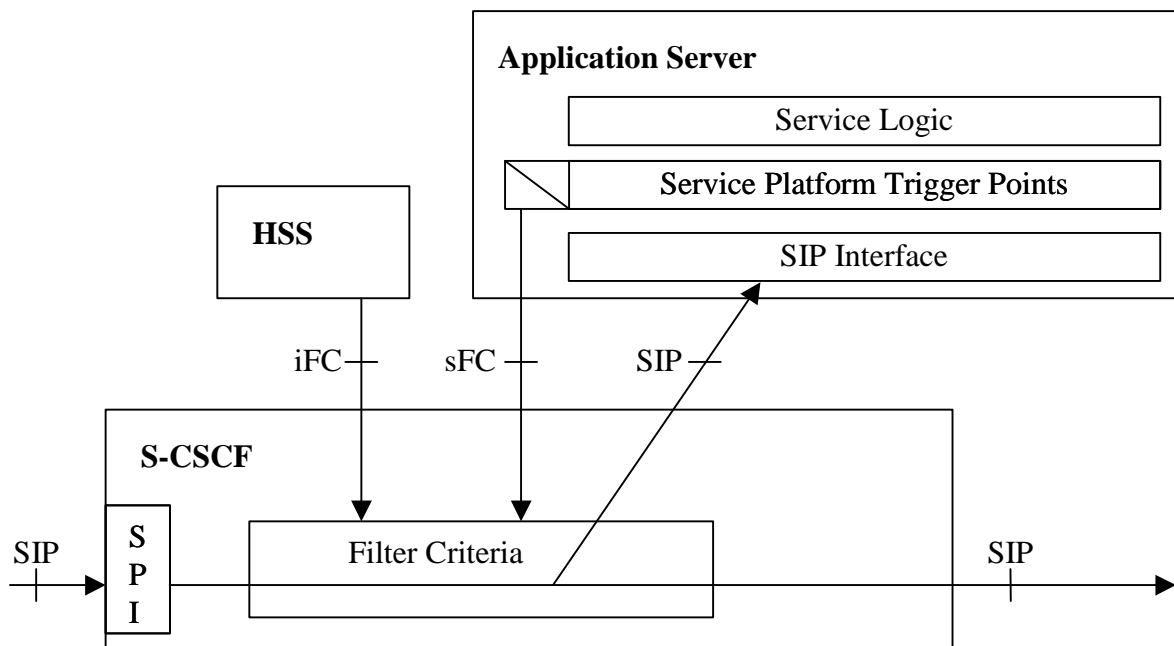 Application Server
Service Logic
Service Platform Trigger Points
HSS
SIP Interface
iFC
sFC
SIP
S-CSCF
S
P
I
SIP
Filter Criteria
SIP